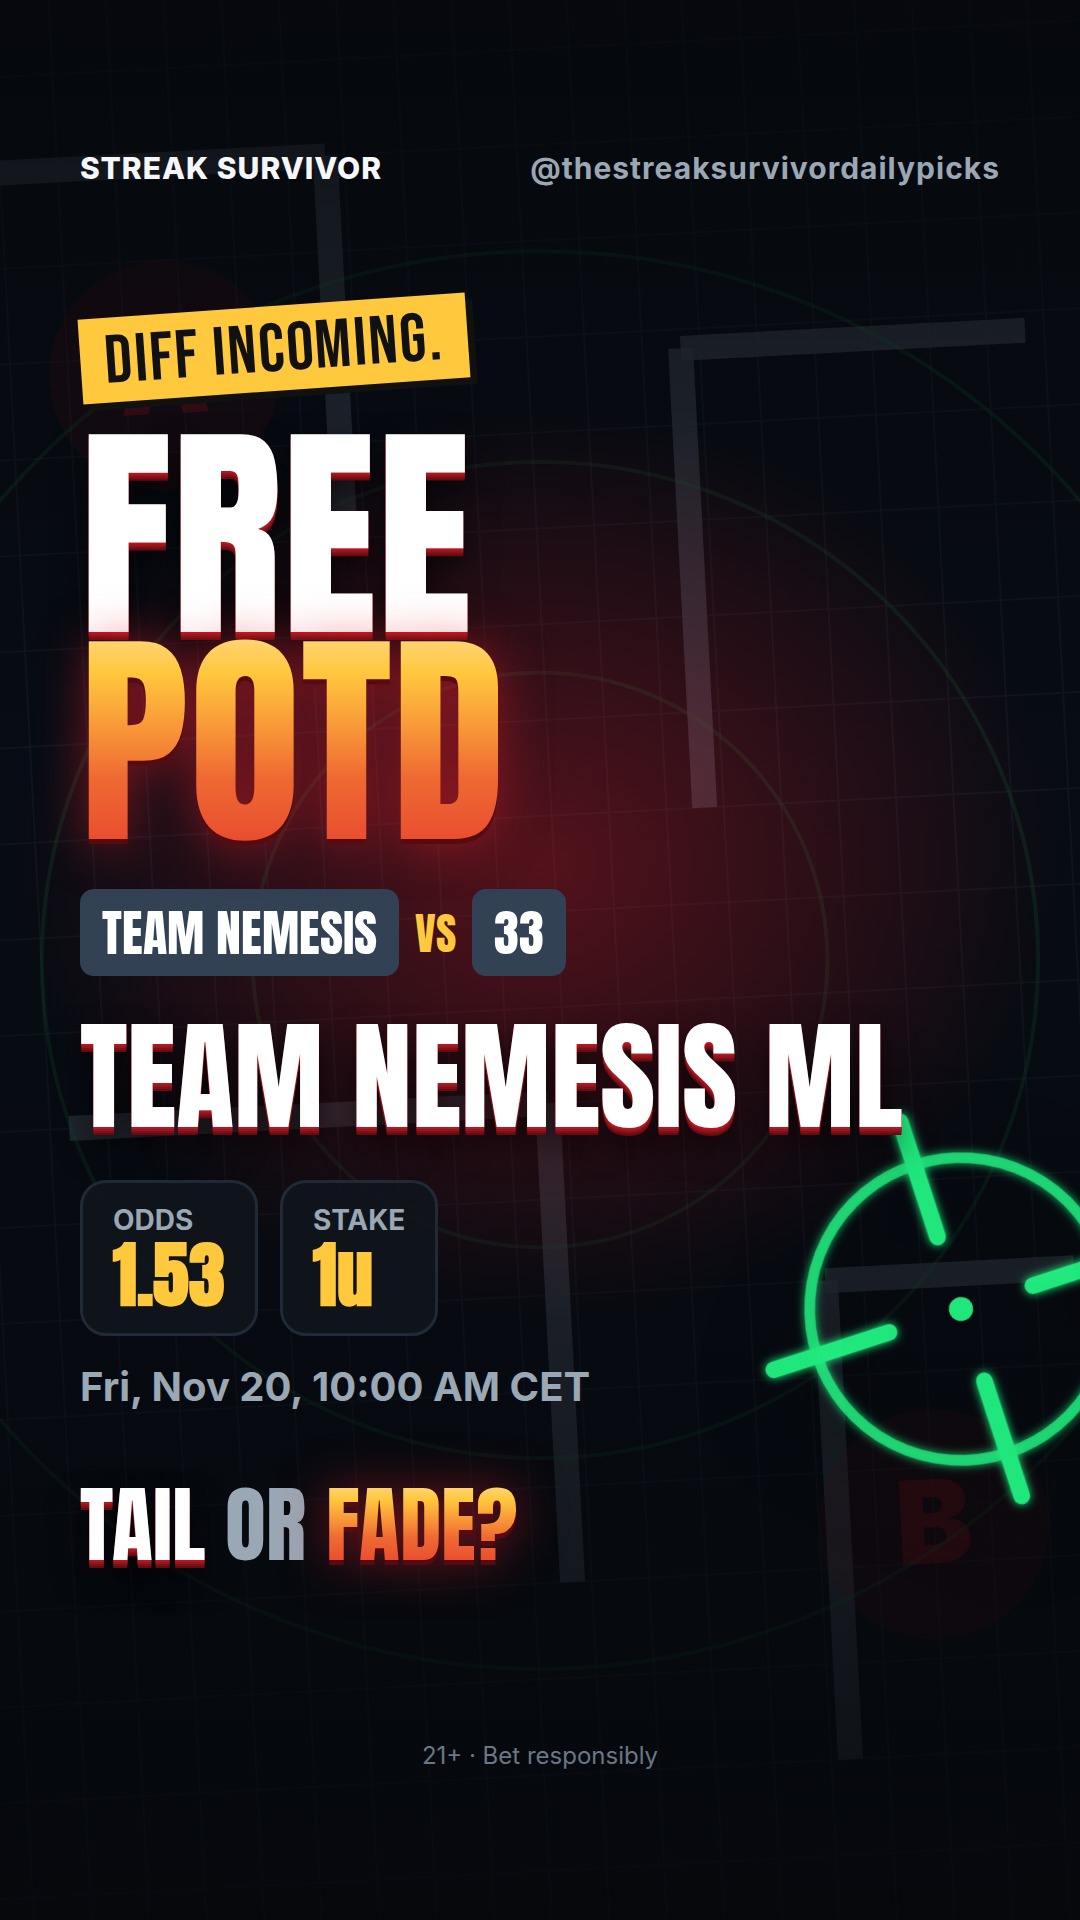 STREAK SURVIVOR @thestreaksurvivordailypicks
DIFF INCOMING.
FREE
POTD
TEAM NEMESIS VS 33
TEAM NEMESIS ML
ODDS STAKE
1.53 1u
Fri, Nov 20, 10:00 AM CET
TAIL OR FADE?
B
21+ · Bet responsibly